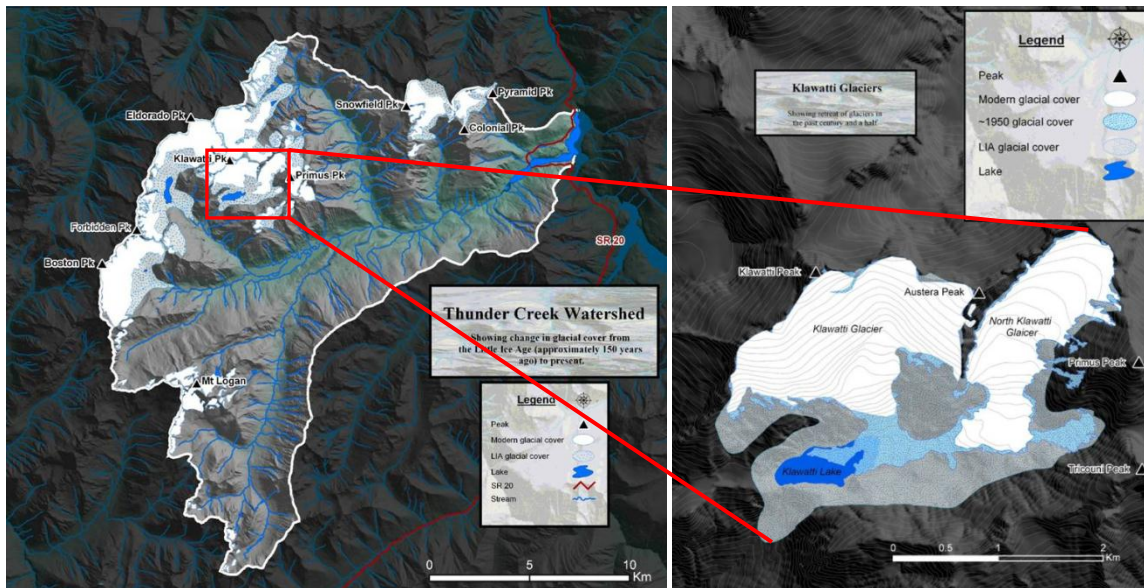 Snowfield Pk
Pyramid Pk
Eldorado Pk
Colonial Pk
Klawatti Pk
Primus Pk
Forbidden Pk
Boston Pk
SR 20
Mt Logan
Thunder Creek Watershed
Showing change in glacial cover from
the Little Ice Age (approximately 150 years
ago) to present.
Legend
Peak
Modern glacial cover
LIA glacial cover
Lake
SR 20
Stream
0 5 10
Km
Klawatti Glaciers
Showing retreat of glaciers in
the past century and a half
Legend
Peak
Modern glacial cover
~1950 glacial cover
LIA glacial cover
Lake
Klawatti Peak
Austera Peak
Klawatti Glacier
North Klawatti
Glaicer
Primus Peak
Klawatti Lake
Tricouni Peak
0 0.5 1 2
Km